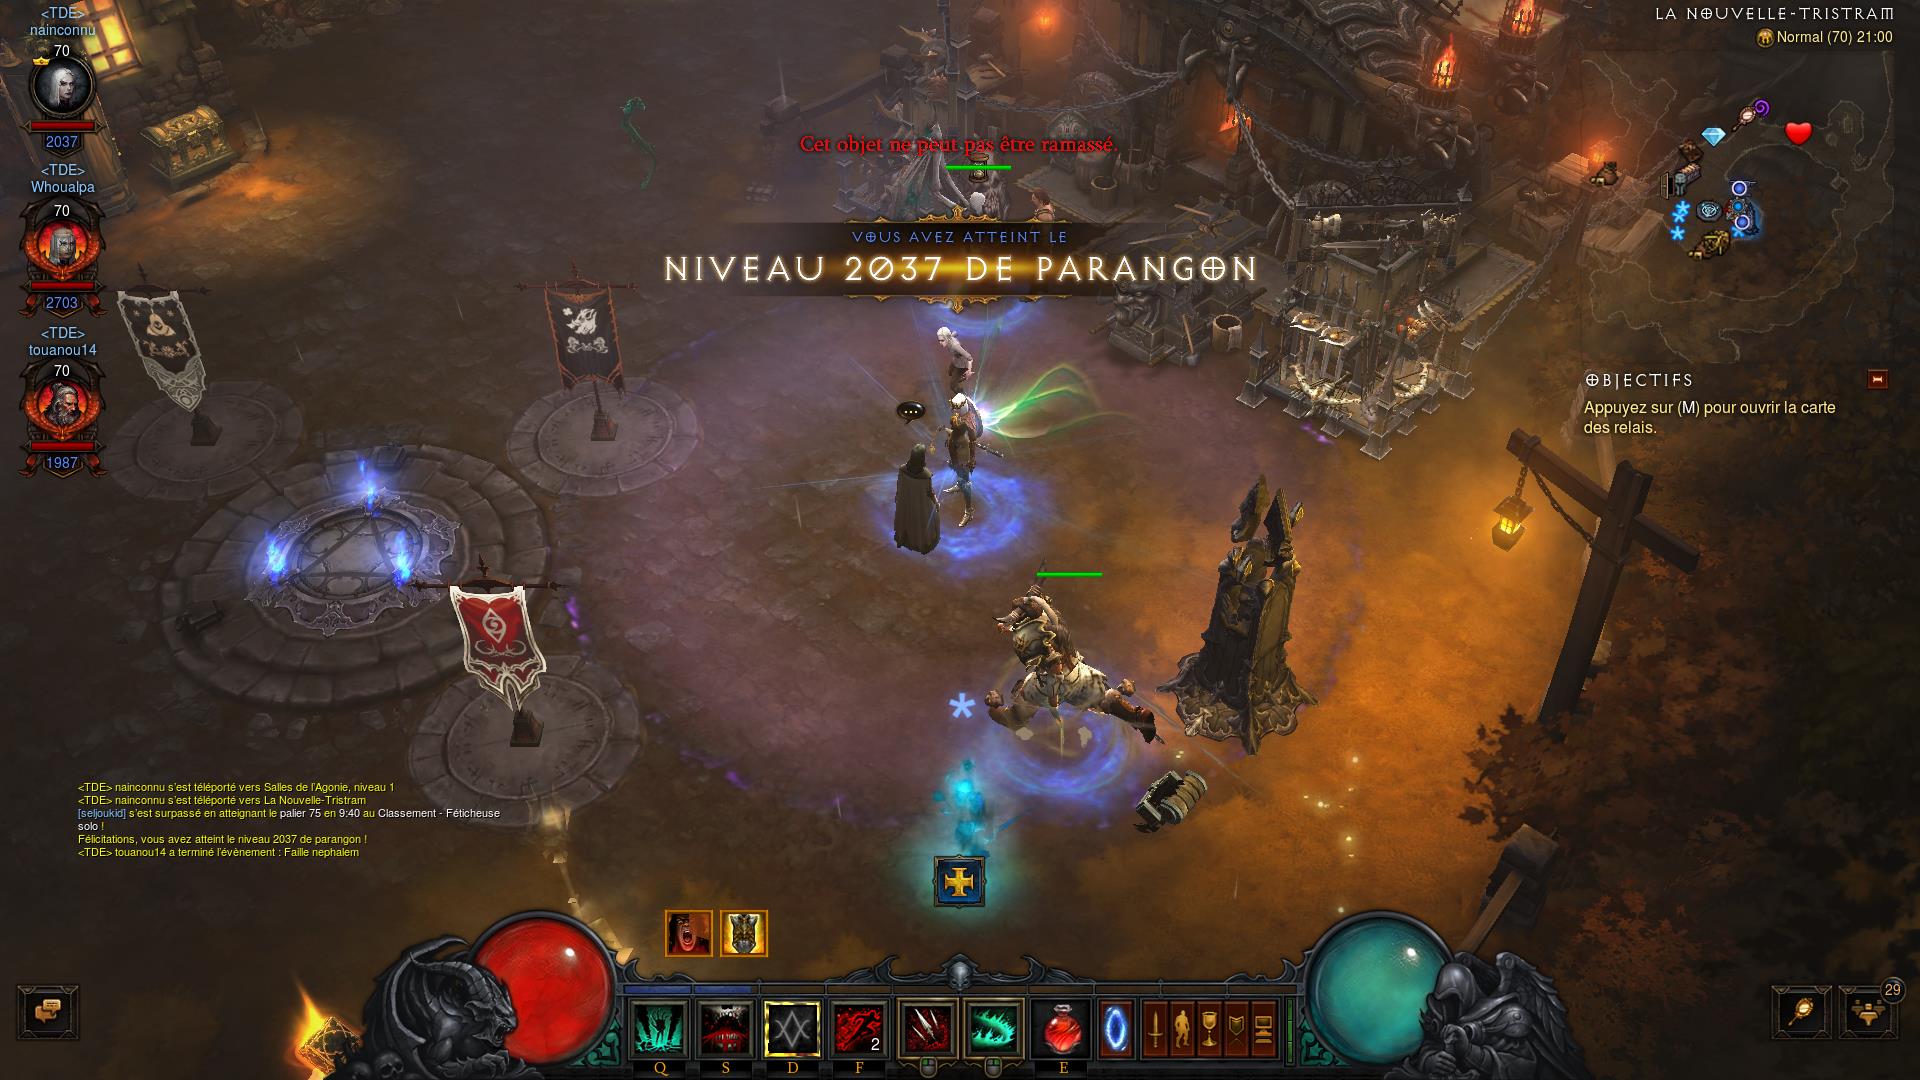 <TDE>
nainconnu
70
2037
<TDE>
Whoualpa
70
2703
<TDE>
touanou14
70
1987
LA NOUVELLE-TRISTRAM
Normal (70) 21:00
Cet objet ne peut pas être ramassé.
VOUS AVEZ ATTEINT LE
NIVEAU 2037 DE PARANGON
OBJECTIFS
Appuyez sur (M) pour ouvrir la carte
des relais.
<TDE> nainconnu s'est téléporté vers Salles de l'Agonie, niveau 1
<TDE> nainconnu s'est téléporté vers La Nouvelle-Tristram
[seljoukid] s'est surpassé en atteignant le palier 75 en 9:40 au Classement - Féticheuse
solo !
Félicitations, vous avez atteint le niveau 2037 de parangon !
<TDE> touanou14 a terminé l'évènement : Faille nephalem
2
Q S D F E
29